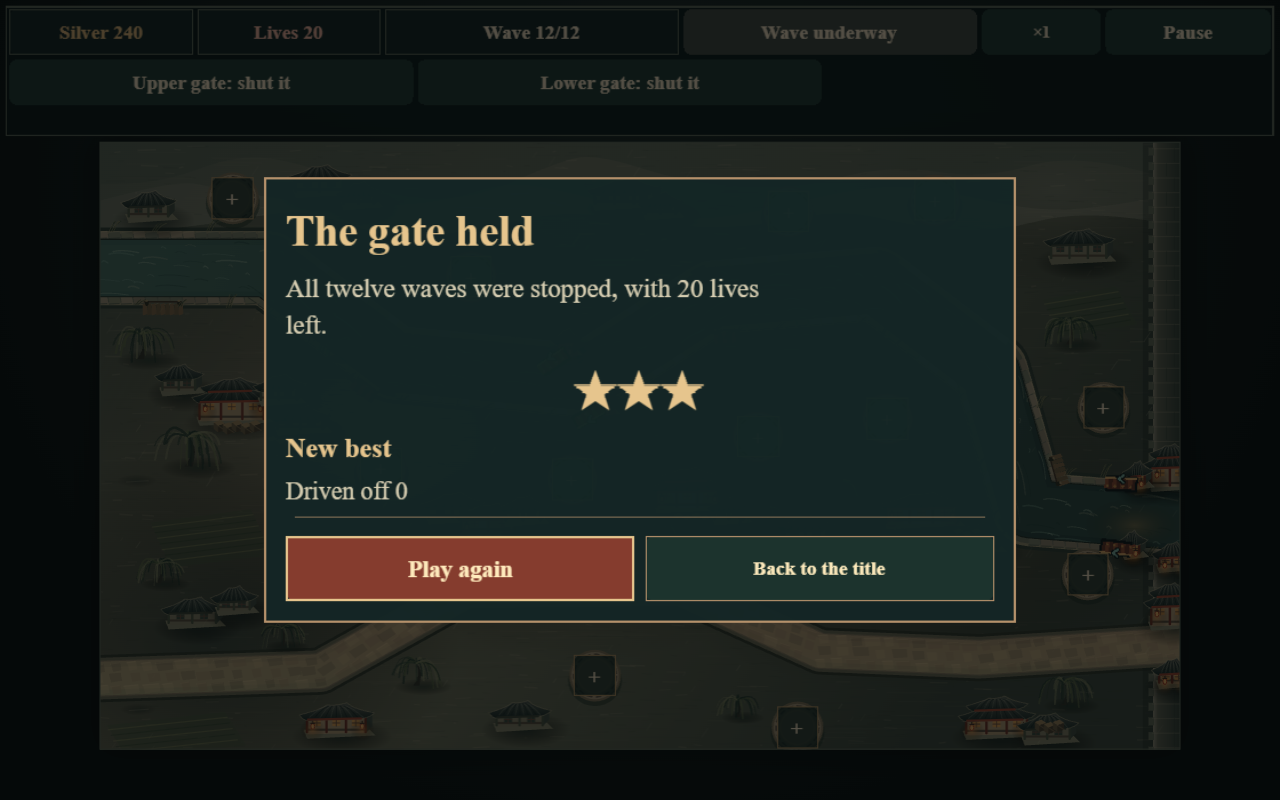 Silver 240
Lives 20
Wave 12/12
Wave underway
×1
Pause
Upper gate: shut it
Lower gate: shut it
The gate held
All twelve waves were stopped, with 20 lives
left.
New best
Driven off 0
Play again
Back to the title